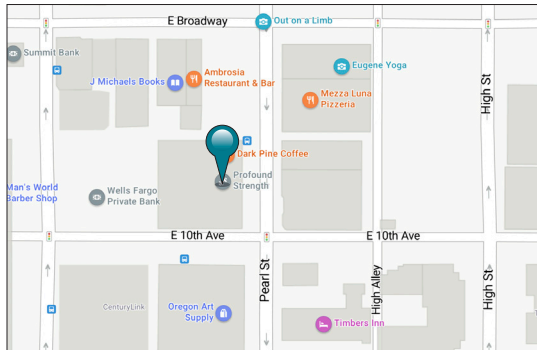 E Broadway
Out on a Limb
Summit Bank
Eugene Yoga
Ambrosia
Restaurant & Bar
J Michaels Books
High St
Mezza Luna
Pizzeria
Dark Pine Coffee
Profound
Strength
Man's World
Barber Shop
Wells Fargo
Private Bank
E 10th Ave
E 10th Ave
Pearl St
High Alley
High St
CenturyLink
Oregon Art
Supply
Timbers Inn